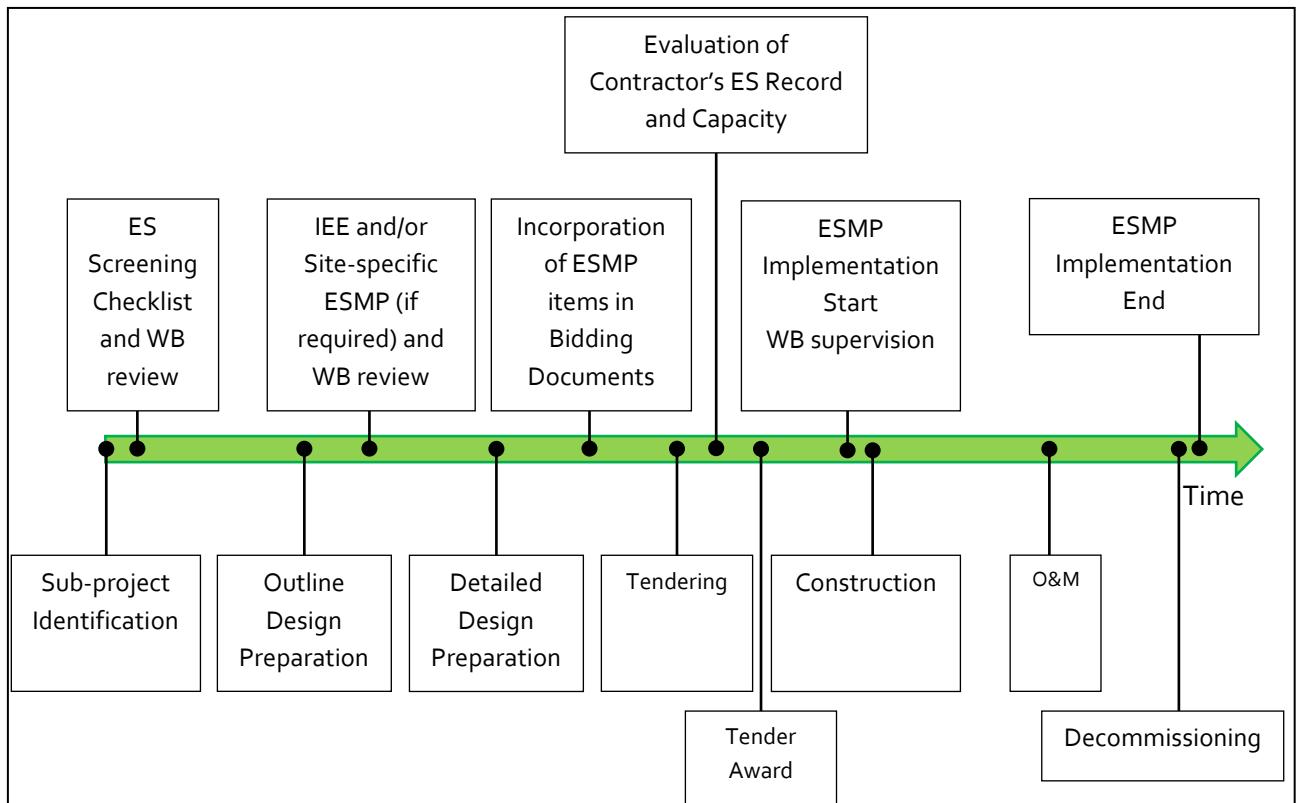 Evaluation of
Contractor's ES Record
and Capacity
ES
Screening
Checklist
and WB
review
IEE and/or
Site-specific
ESMP (if
required) and
WB review
Incorporation
of ESMP
items in
Bidding
Documents
ESMP
Implementation
Start
WB supervision
ESMP
Implementation
End
Time
Sub-project
Identification
Outline
Design
Preparation
Detailed
Design
Preparation
Tendering
Construction
O&M
Tender
Award
Decommissioning